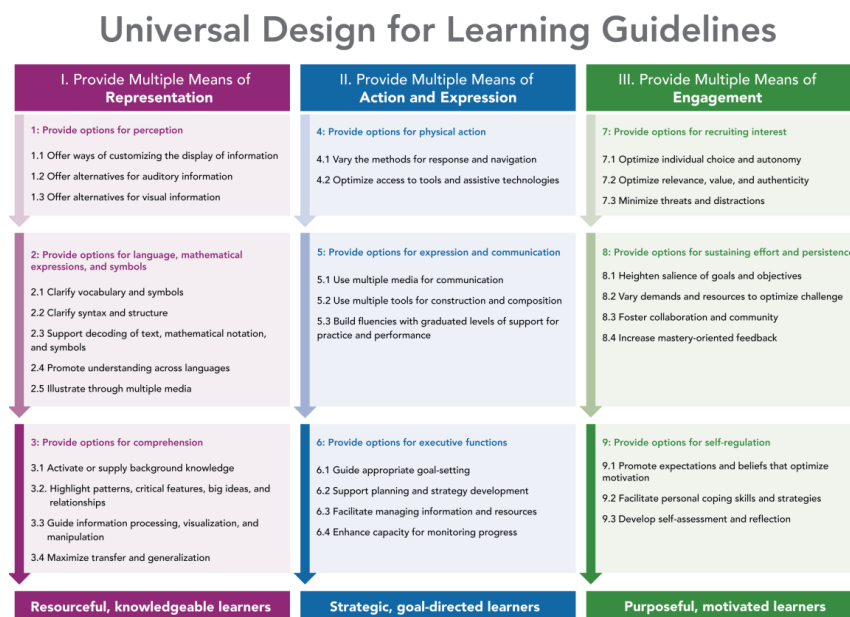 Universal Design for Learning Guidelines
I. Provide Multiple Means of
Representation
1: Provide options for perception
1.1 Offer ways of customizing the display of information
1.2 Offer alternatives for auditory information
1.3 Offer alternatives for visual information
2: Provide options for language, mathematical
expressions, and symbols
2.1 Clarify vocabulary and symbols
2.2 Clarify syntax and structure
2.3 Support decoding of text, mathematical notation,
and symbols
2.4 Promote understanding across languages
2.5 Illustrate through multiple media
3: Provide options for comprehension
3.1 Activate or supply background knowledge
3.2. Highlight patterns, critical features, big ideas, and
relationships
3.3 Guide information processing, visualization, and
manipulation
3.4 Maximize transfer and generalization
Resourceful, knowledgeable learners
II. Provide Multiple Means of
Action and Expression
4: Provide options for physical action
4.1 Vary the methods for response and navigation
4.2 Optimize access to tools and assistive technologies
5: Provide options for expression and communication
5.1 Use multiple media for communication
5.2 Use multiple tools for construction and composition
5.3 Build fluencies with graduated levels of support for
practice and performance
6: Provide options for executive functions
6.1 Guide appropriate goal-setting
6.2 Support planning and strategy development
6.3 Facilitate managing information and resources
6.4 Enhance capacity for monitoring progress
Strategic, goal-directed learners
III. Provide Multiple Means of
Engagement
7: Provide options for recruiting interest
7.1 Optimize individual choice and autonomy
7.2 Optimize relevance, value, and authenticity
7.3 Minimize threats and distractions
8: Provide options for sustaining effort and persistence
8.1 Heighten salience of goals and objectives
8.2 Vary demands and resources to optimize challenge
8.3 Foster collaboration and community
8.4 Increase mastery-oriented feedback
9: Provide options for self-regulation
9.1 Promote expectations and beliefs that optimize
motivation
9.2 Facilitate personal coping skills and strategies
9.3 Develop self-assessment and reflection
Purposeful, motivated learners